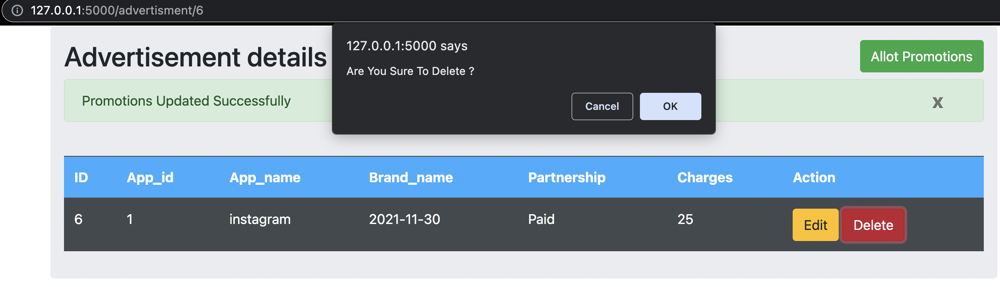 127.0.0.1:5000/advertisment/6
127.0.0.1:5000 says
Are You Sure To Delete ?
Cancel OK
Advertisement details
Allot Promotions
Promotions Updated Successfully X
ID App_id App_name Brand_name Partnership Charges Action
6 1 instagram 2021-11-30 Paid 25 Edit Delete